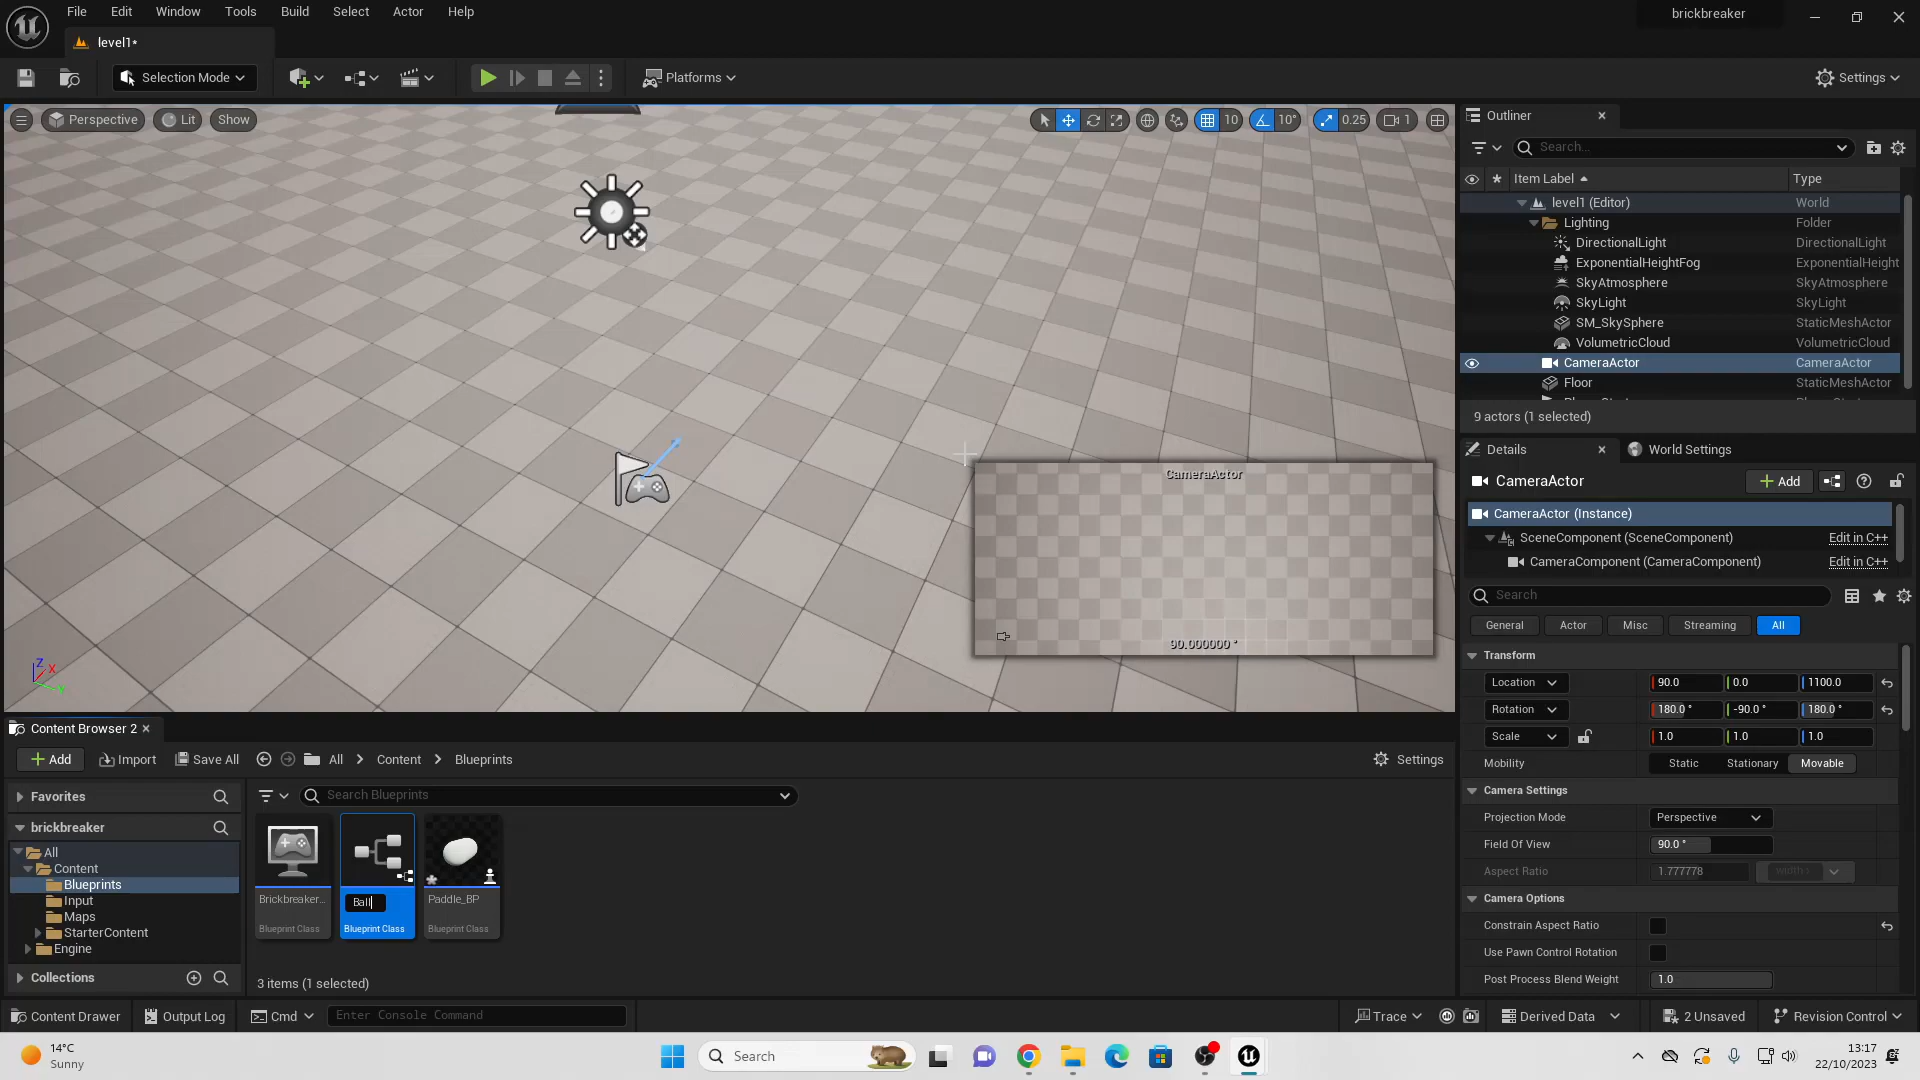 File Edit Window Tools Build Select Actor Help
brickbreaker
level1*
Selection Mode
Platforms
Settings
Perspective Lit Show
10 10° 0.25 1
CameraActor
90.000000 °
Outliner
Search...
Item Label Type
level1 (Editor) World
Lighting Folder
DirectionalLight DirectionalLight
ExponentialHeightFog ExponentialHeight
SkyAtmosphere SkyAtmosphere
SkyLight SkyLight
SM_SkySphere StaticMeshActor
VolumetricCloud VolumetricCloud
CameraActor CameraActor
Floor StaticMeshActor
9 actors (1 selected)
Details World Settings
CameraActor Add
CameraActor (Instance)
SceneComponent (SceneComponent) Edit in C++
CameraComponent (CameraComponent) Edit in C++
Search
General Actor Misc Streaming All
Transform
Location 90.0 0.0 1100.0
Rotation 180.0 ° -90.0 ° 180.0 °
Scale 1.0 1.0 1.0
Mobility Static Stationary Movable
Camera Settings
Projection Mode Perspective
Field Of View 90.0 °
Aspect Ratio 1.777778
Camera Options
Constrain Aspect Ratio
Use Pawn Control Rotation
Post Process Blend Weight 1.0
Content Browser 2
Add Import Save All All Content Blueprints Settings
Favorites
Search Blueprints
brickbreaker
All
Content
Blueprints
Input
Maps
StarterContent
Engine
Collections
Brickbreaker... Ball Paddle_BP
Blueprint Class Blueprint Class Blueprint Class
3 items (1 selected)
Content Drawer Output Log Cmd Enter Console Command Trace Derived Data 2 Unsaved Revision Control
14°C
Sunny
Search
13:17
22/10/2023